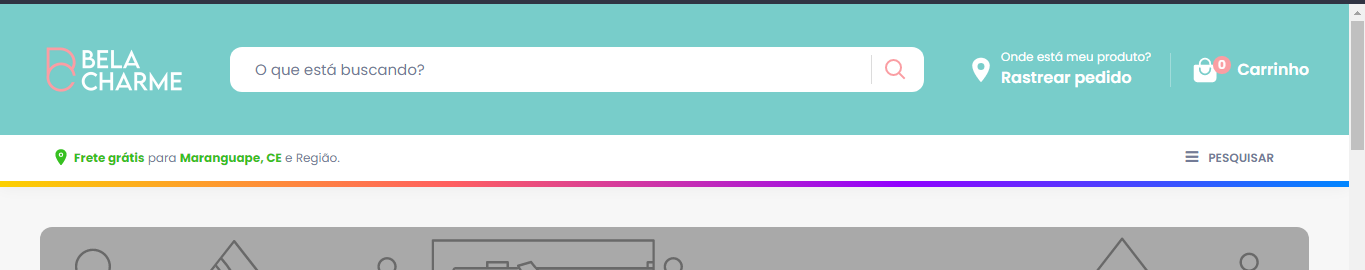 BELA
CHARME
O que está buscando?
Onde está meu produto?
Rastrear pedido
0
Carrinho
Frete grátis para Maranguape, CE e Região.
PESQUISAR